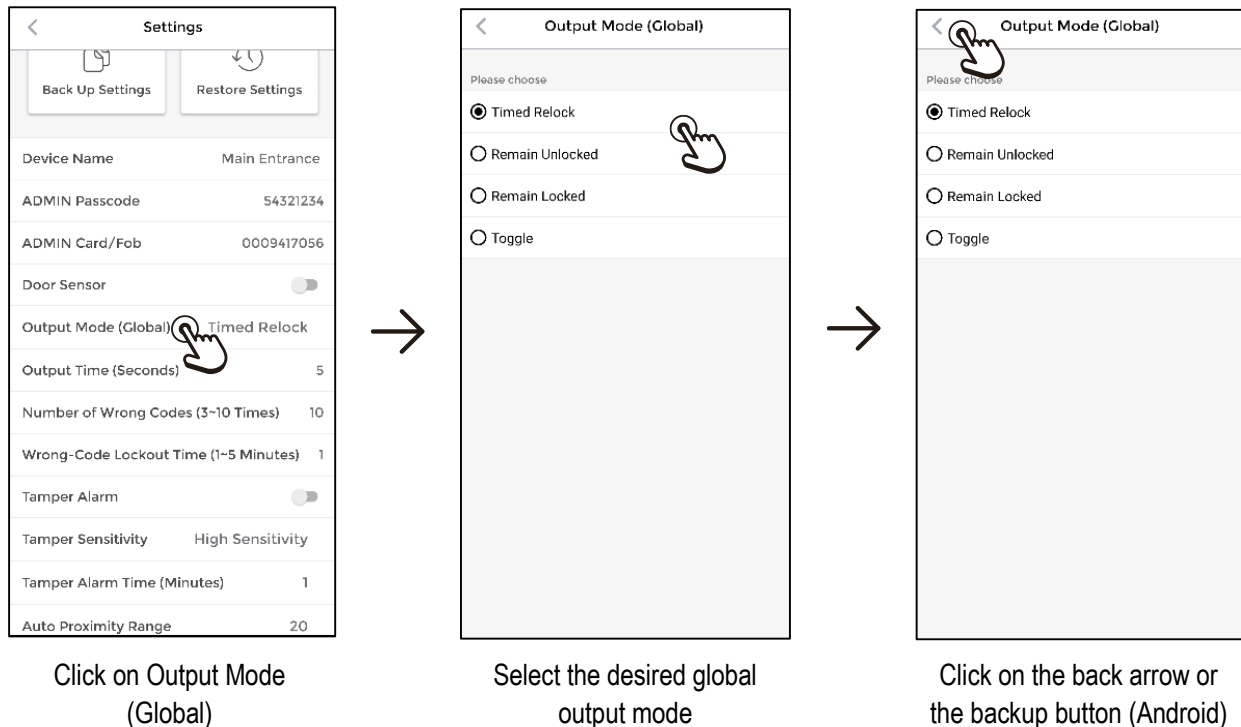 Settings
Back Up Settings
Restore Settings
Device Name Main Entrance
ADMIN Passcode 54321234
ADMIN Card/Fob 0009417056
Door Sensor
Output Mode (Global) Timed Relock
Output Time (Seconds) 5
Number of Wrong Codes (3~10 Times) 10
Wrong-Code Lockout Time (1~5 Minutes) 1
Tamper Alarm
Tamper Sensitivity High Sensitivity
Tamper Alarm Time (Minutes) 1
Auto Proximity Range 20
Click on Output Mode
(Global)
Output Mode (Global)
Please choose
Timed Relock
Remain Unlocked
Remain Locked
Toggle
Select the desired global
output mode
Output Mode (Global)
Please choose
Timed Relock
Remain Unlocked
Remain Locked
Toggle
Click on the back arrow or
the backup button (Android)